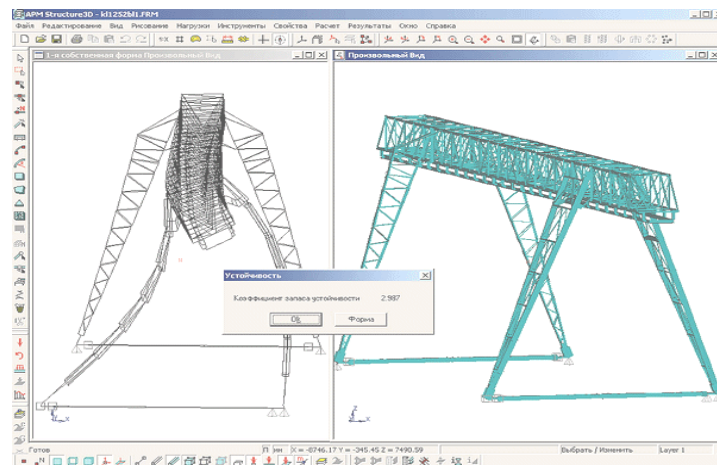 APM Structure3D - kl12S2bl1.FRM
Файл Редактирование Вид Рисование Нагрузки Инструменты Свойства Расчет Результаты Окно Справка
1-я собственная форма Произвольный Вид
Произвольный Вид
Устойчивость
Коэффициент запаса устойчивости 2.987
Ok
Форма
Готово
X = -8746.17 Y = -345.45 Z = 7490.59
Выбрать / Изменить
Layer 1